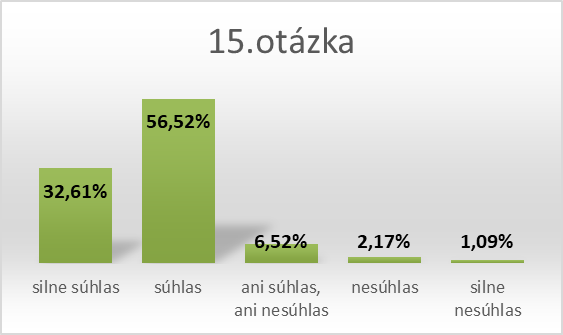 15.otázka
32,61%
56,52%
6,52%
2,17%
1,09%
silne súhlas
súhlas
ani súhlas,
ani nesúhlas
nesúhlas
silne
nesúhlas